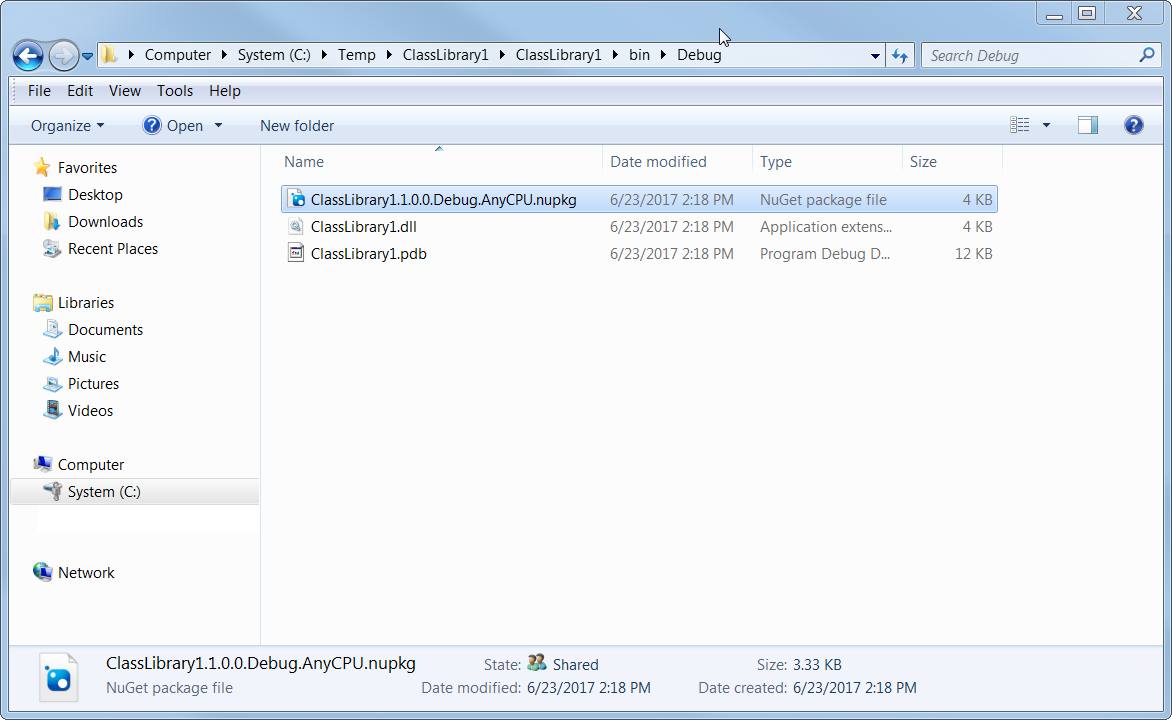 Computer System (C:) Temp ClassLibrary1 ClassLibrary1 bin Debug Search Debug
File Edit View Tools Help
Organize ? Open New folder ?
Name Date modified Type Size
ClassLibrary1.1.0.0.Debug.AnyCPU.nupkg 6/23/2017 2:18 PM NuGet package file 4 KB
ClassLibrary1.dll 6/23/2017 2:18 PM Application extens... 4 KB
ClassLibrary1.pdb 6/23/2017 2:18 PM Program Debug D... 12 KB
Favorites
Desktop
Downloads
Recent Places
Libraries
Documents
Music
Pictures
Videos
Computer
System (C:)
Network
ClassLibrary1.1.0.0.Debug.AnyCPU.nupkg State: Shared Size: 3.33 KB
NuGet package file Date modified: 6/23/2017 2:18 PM Date created: 6/23/2017 2:18 PM